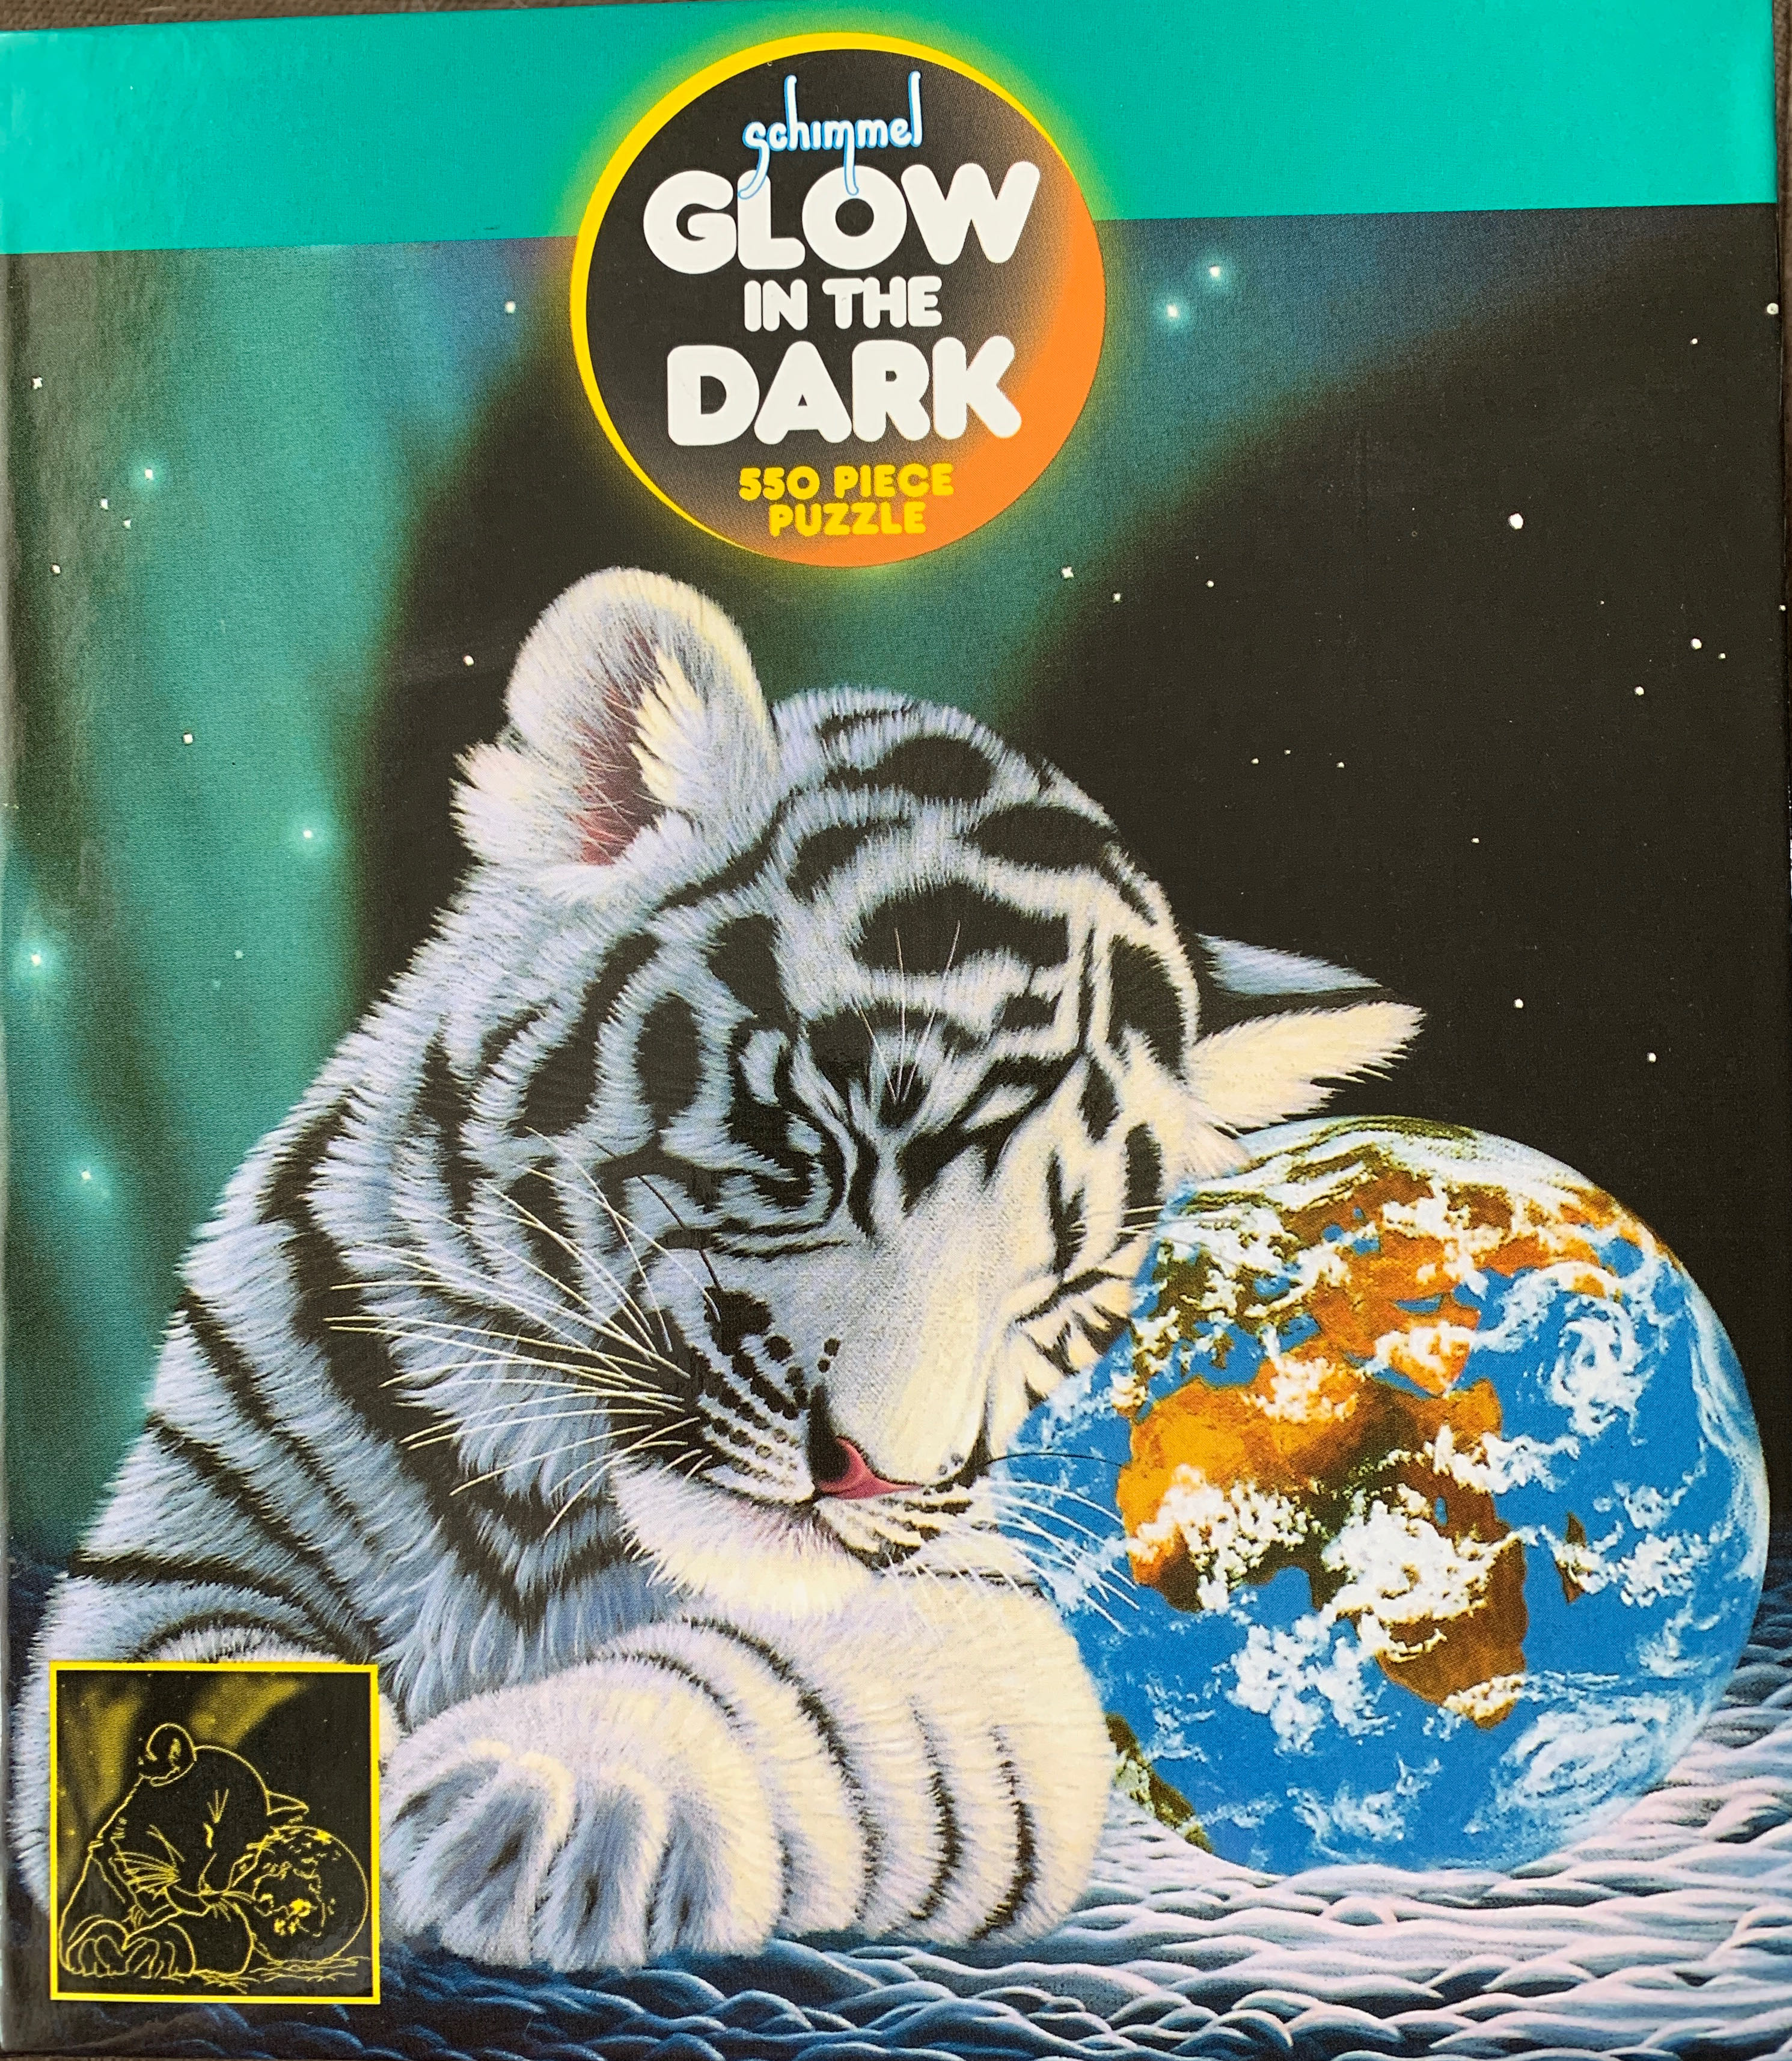 schimmel
GLOW
IN THE
DARK
550 PIECE
PUZZLE